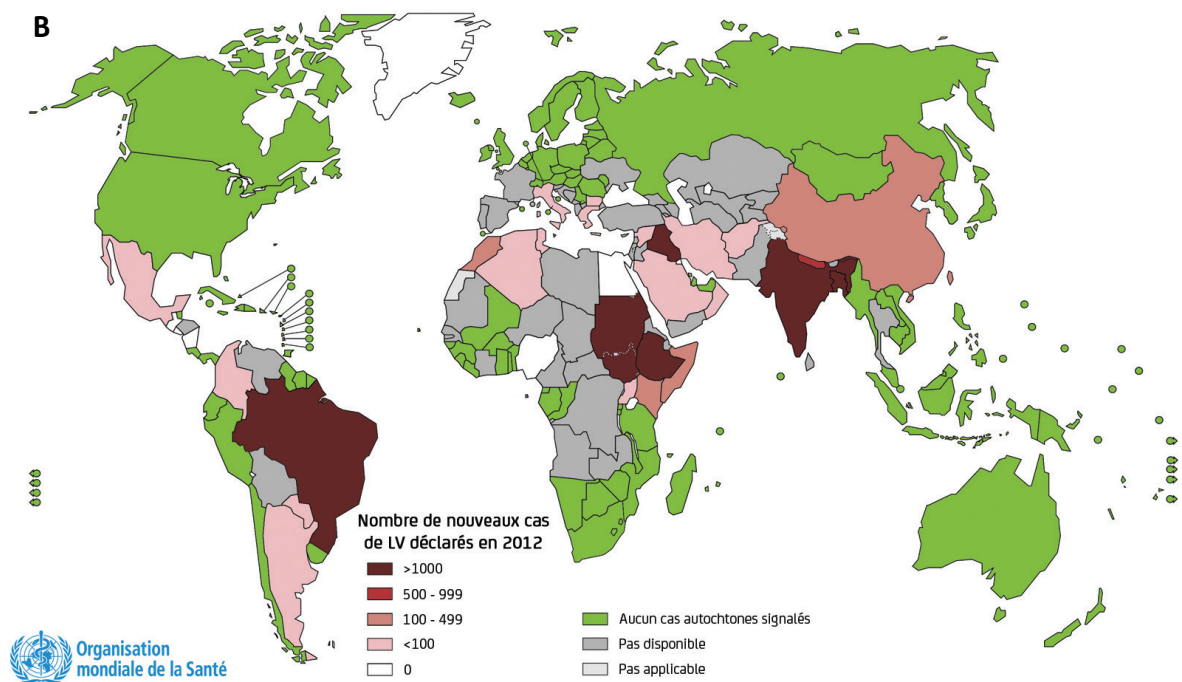 B
Nombre de nouveaux cas
de LV déclarés en 2012
>1000
500 - 999
100 - 499
<100
0
Aucun cas autochtones signalés
Pas disponible
Pas applicable
Organisation
mondiale de la Santé